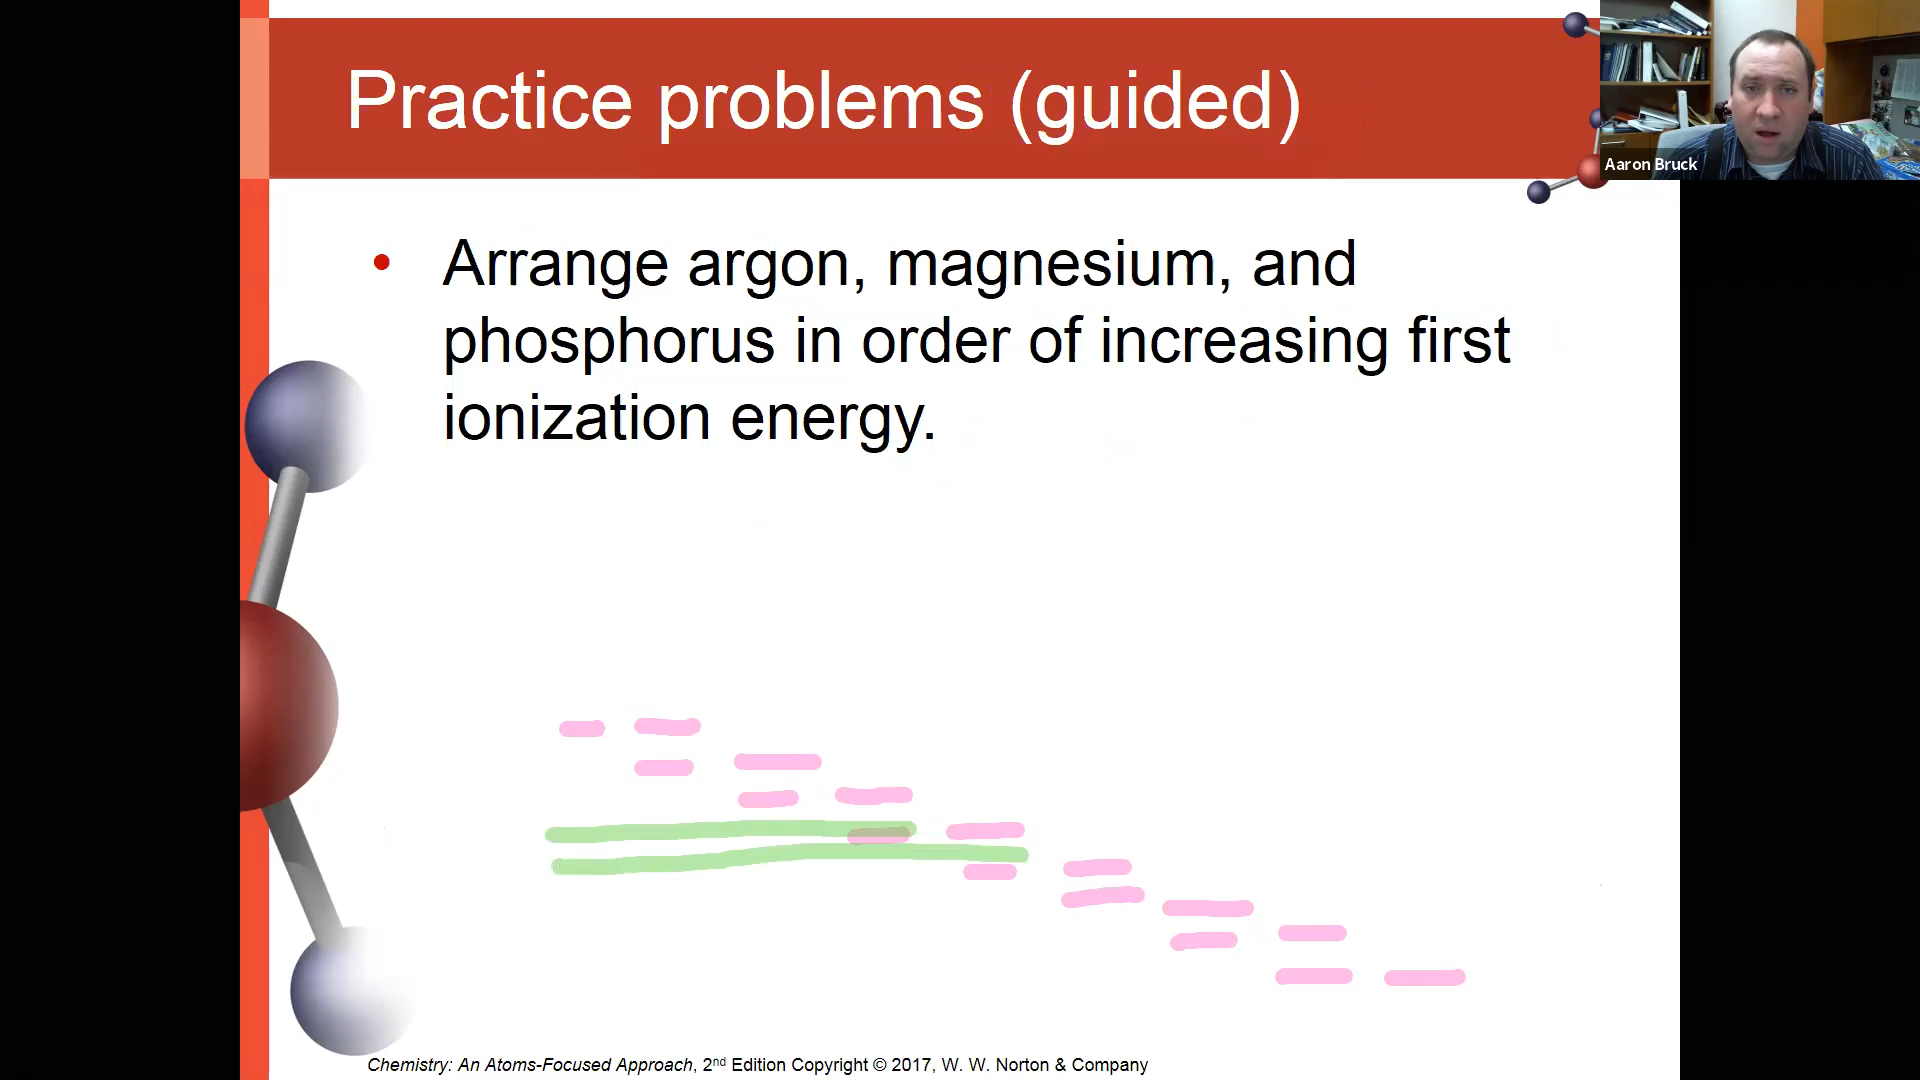 Practice problems (guided)
Aaron Bruck
• Arrange argon, magnesium, and
phosphorus in order of increasing first
ionization energy.
Chemistry: An Atoms-Focused Approach, 2nd Edition Copyright © 2017, W. W. Norton & Company